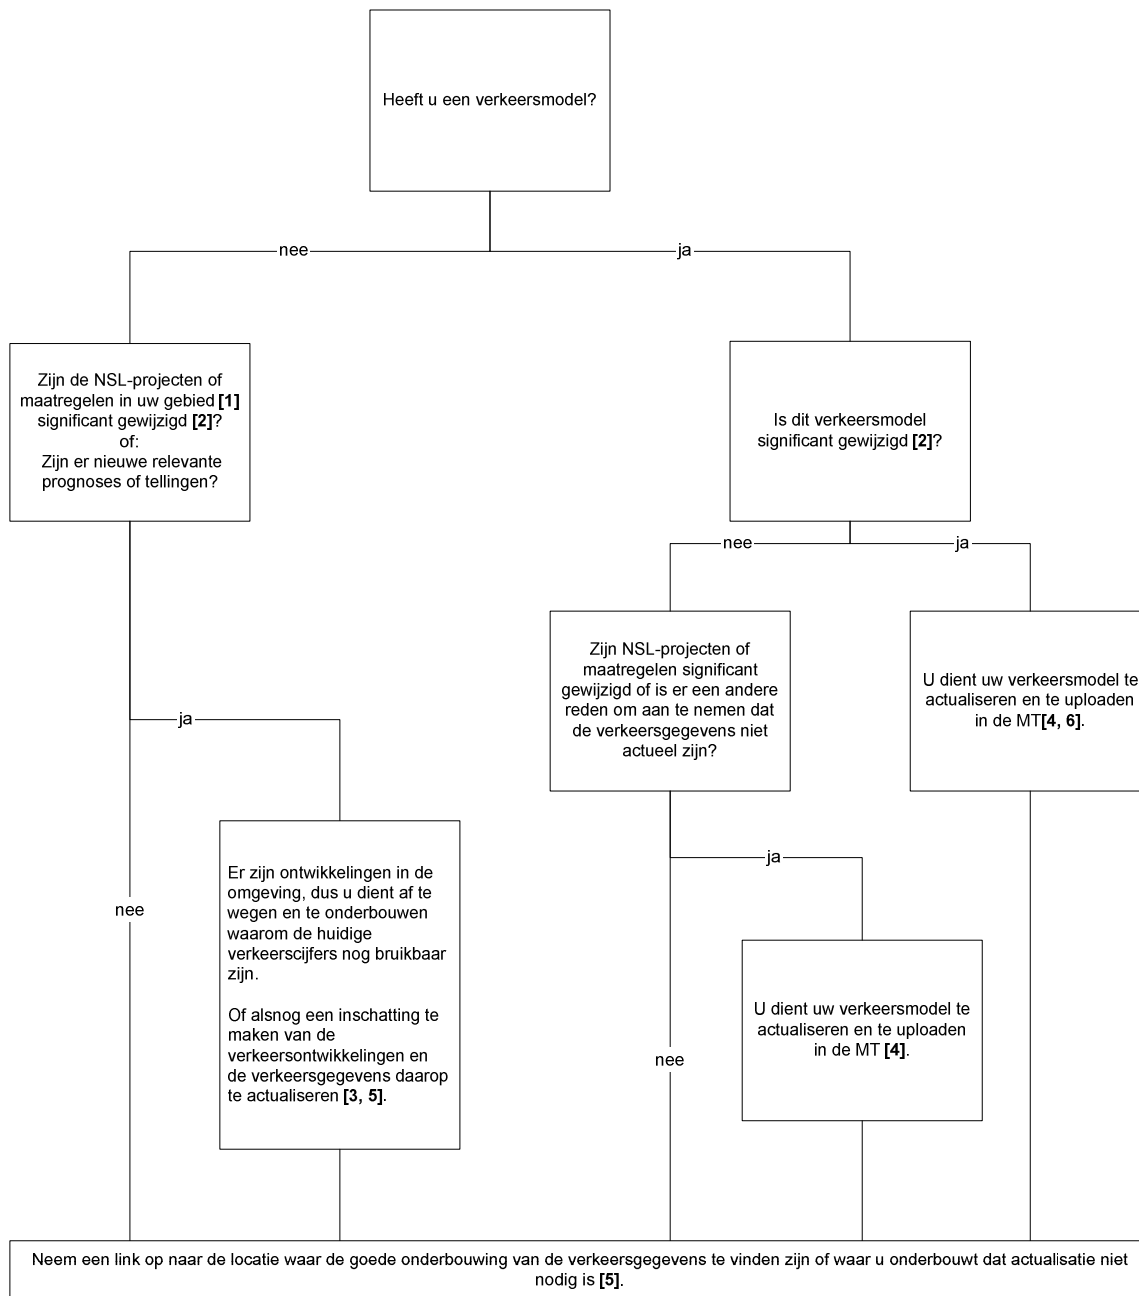 Heeft u een verkeersmodel?
nee
ja
Zijn de NSL-projecten of
maatregelen in uw gebied [1]
significant gewijzigd [2]?
of:
Zijn er nieuwe relevante
prognoses of tellingen?
Is dit verkeersmodel
significant gewijzigd [2]?
nee
ja
Zijn NSL-projecten of
maatregelen significant
gewijzigd of is er een andere
reden om aan te nemen dat
de verkeersgegevens niet
actueel zijn?
U dient uw verkeersmodel te
actualiseren en te uploaden
in de MT[4, 6].
ja
nee
Er zijn ontwikkelingen in de
omgeving, dus u dient af te
wegen en te onderbouwen
waarom de huidige
verkeerscijfers nog bruikbaar
zijn.
Of alsnog een inschatting te
maken van de
verkeersontwikkelingen en
de verkeersgegevens daarop
te actualiseren [3, 5].
ja
nee
U dient uw verkeersmodel te
actualiseren en te uploaden
in de MT [4].
Neem een link op naar de locatie waar de goede onderbouwing van de verkeersgegevens te vinden zijn of waar u onderbouwt dat actualisatie niet
nodig is [5].